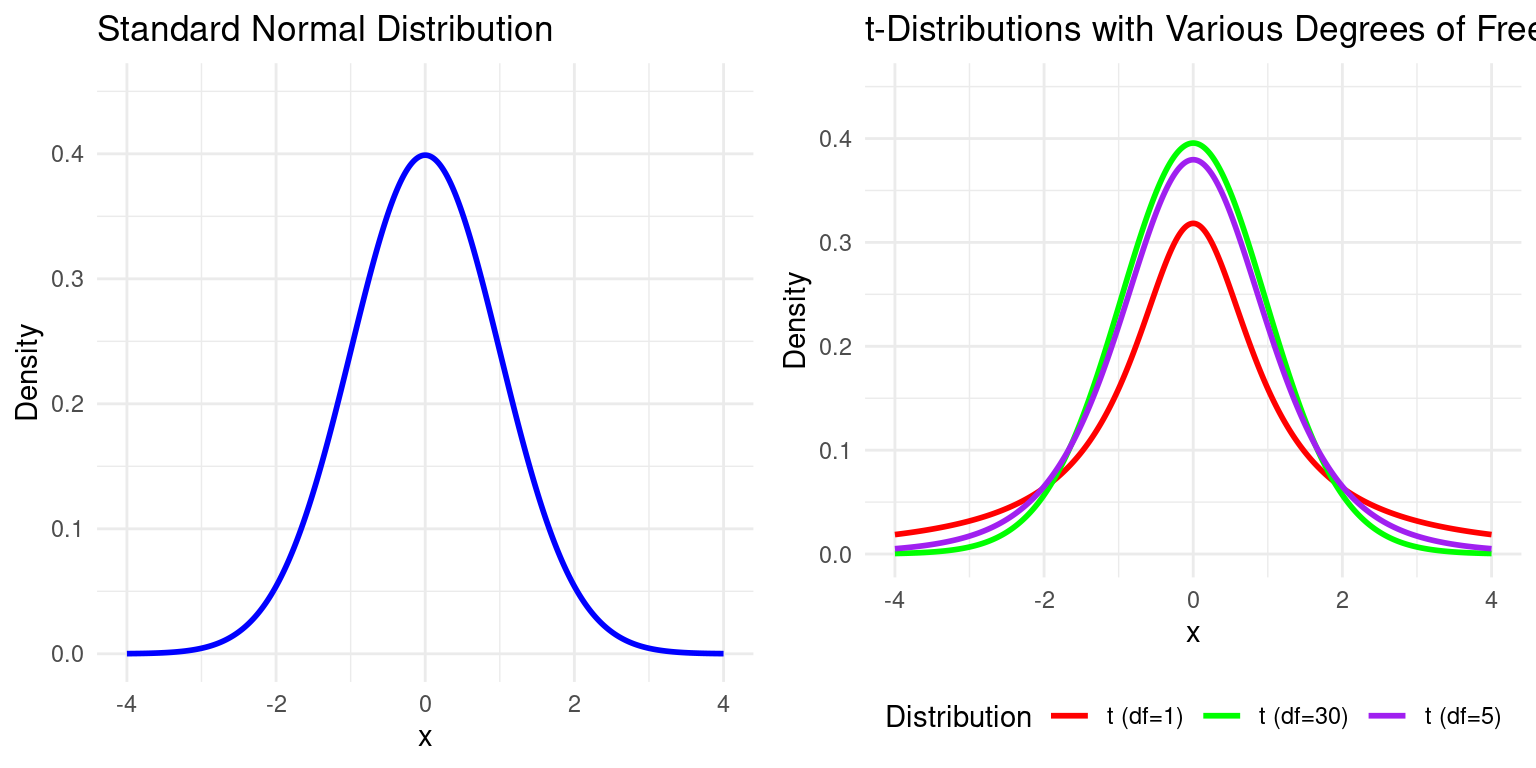 Standard Normal Distribution
Density
0.4
0.3
0.2
0.1
0.0
-4 -2 0 2 4
x
t-Distributions with Various Degrees of Free
Density
0.4
0.3
0.2
0.1
0.0
-4 -2 0 2 4
x
Distribution t (df=1) t (df=30) t (df=5)